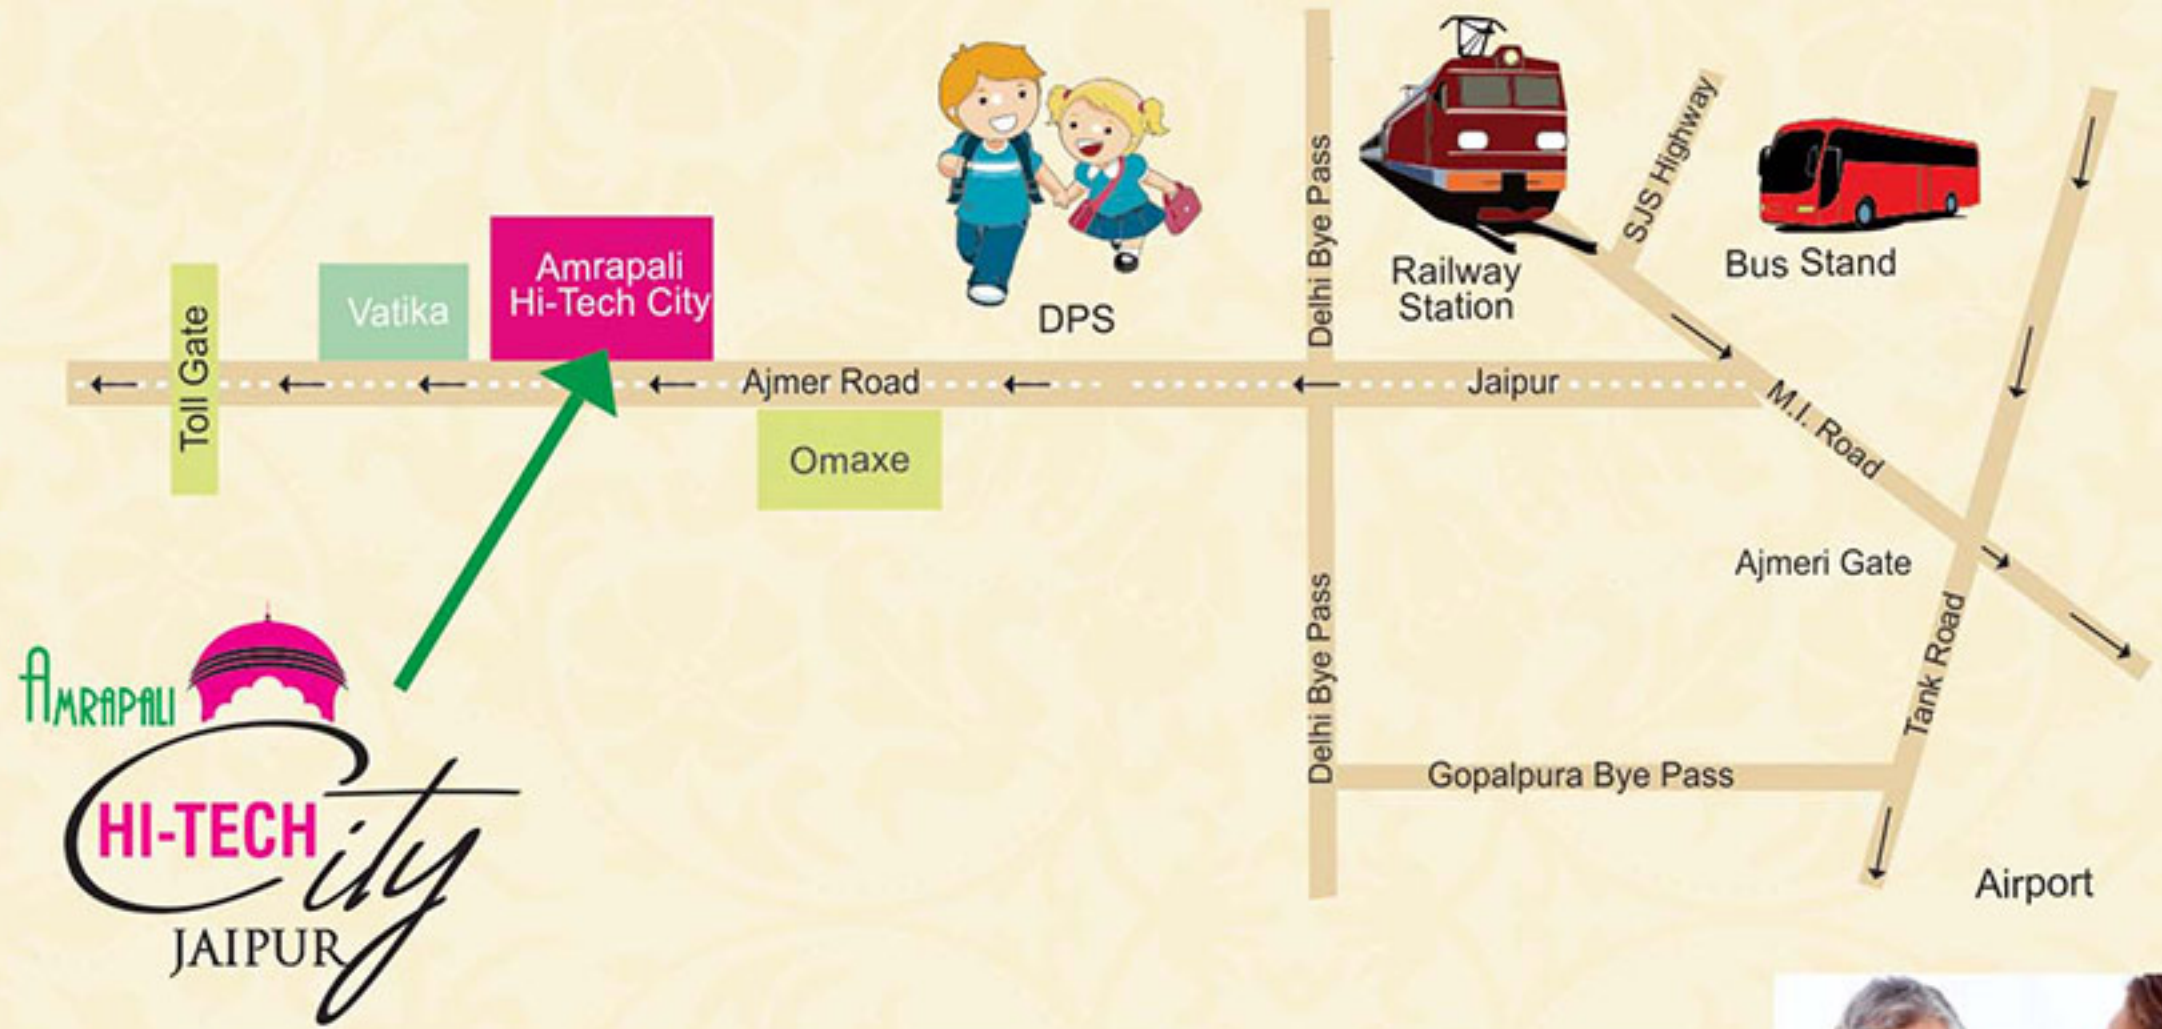 Delhi Bye Pass
SJS Highway
Railway
Station
Bus Stand
DPS
Amrapali
Hi-Tech City
Vatika
Toll Gate
Ajmer Road
Jaipur
M.I. Road
Omaxe
Ajmeri Gate
Delhi Bye Pass
Tank Road
Gopalpura Bye Pass
Airport
AMRAPALI
HI-TECH City
JAIPUR